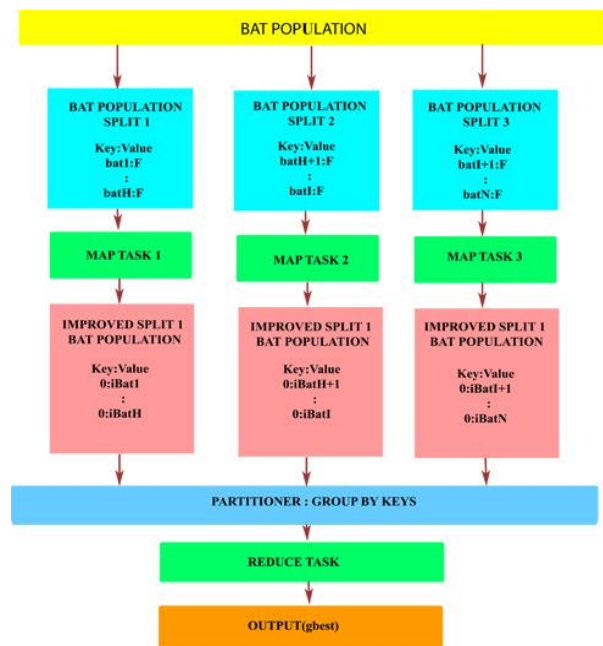 BAT POPULATION
BAT POPULATION
SPLIT 1
Key:Value
bat1:F
:
batH:F
BAT POPULATION
SPLIT 2
Key:Value
batH+1:F
:
batI:F
BAT POPULATION
SPLIT 3
Key:Value
batI+1:F
:
batN:F
MAP TASK 1
MAP TASK 2
MAP TASK 3
IMPROVED SPLIT 1
BAT POPULATION
Key:Value
0:iBat1
:
0:iBatH
IMPROVED SPLIT 1
BAT POPULATION
Key:Value
0:iBatH+1
:
0:iBatI
IMPROVED SPLIT 1
BAT POPULATION
Key:Value
0:iBatI+1
:
0:iBatN
PARTITIONER : GROUP BY KEYS
REDUCE TASK
OUTPUT(gbest)